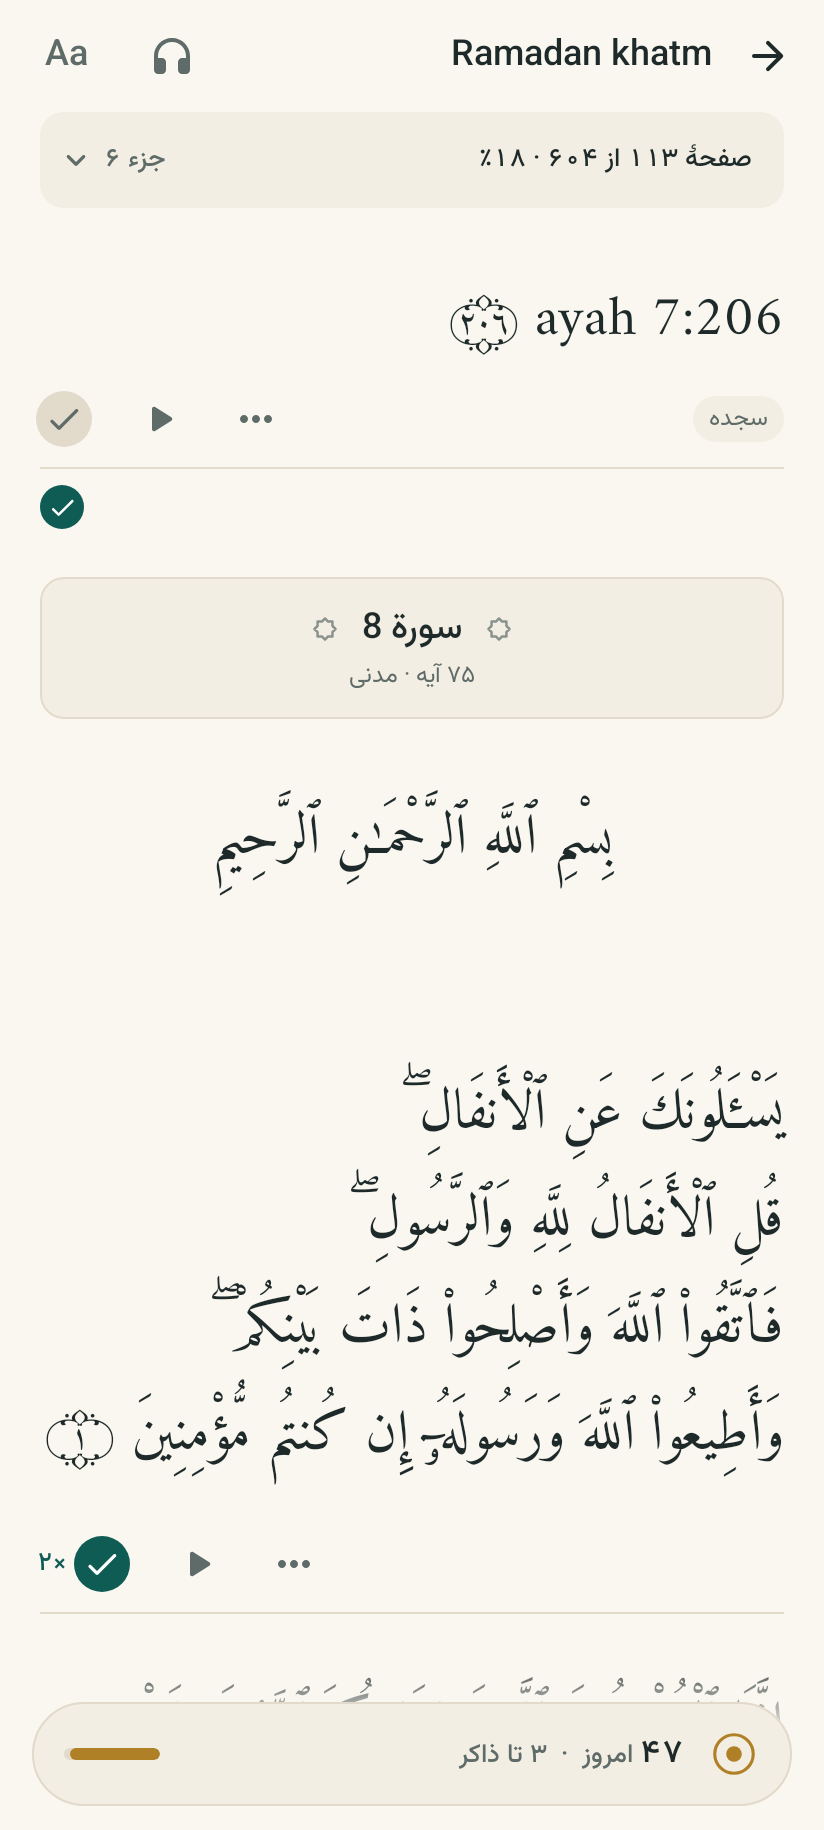 Ramadan khatm Aa
صفحهٔ ۱۱۳ از ۶۰۴ · ۱۸٪ جزء ۶
ayah 7:206 ٢٠٦
سجده
سورة 8
۷۵ آیه · مدنی
بِسْمِ ٱللَّهِ ٱلرَّحْمَـٰنِ ٱلرَّحِيمِ
يَسْـَٔلُونَكَ عَنِ ٱلْأَنفَالِ ۖ
قُلِ ٱلْأَنفَالُ لِلَّهِ وَٱلرَّسُولِ ۖ
فَٱتَّقُوا۟ ٱللَّهَ وَأَصْلِحُوا۟ ذَاتَ بَيْنِكُمْ ۖ
وَأَطِيعُوا۟ ٱللَّهَ وَرَسُولَهُۥٓ إِن كُنتُم مُّؤْمِنِينَ ١
۲×
۴۷ امروز · ۳ تا ذاکر